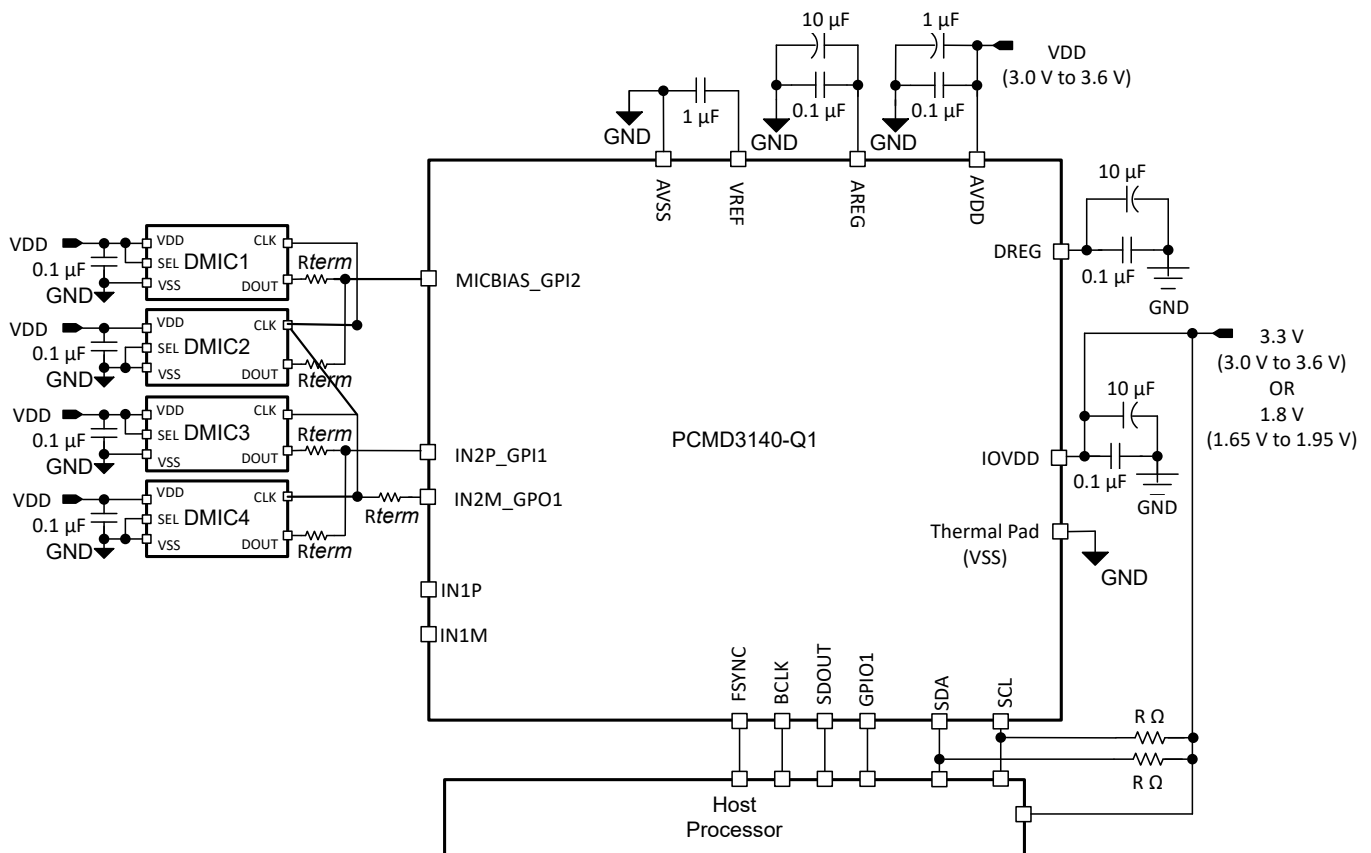 10 µF
1 µF
VDD
(3.0 V to 3.6 V)
1 µF
0.1 µF
0.1 µF
GND
GND
GND
AVSS
VREF
AREG
AVDD
10 µF
DREG
0.1 µF
GND
VDD
0.1 µF
GND
VDD
SEL
VSS
DMIC1
CLK
DOUT
Rterm
MICBIAS_GPI2
VDD
0.1 µF
GND
VDD
SEL
VSS
DMIC2
CLK
DOUT
Rterm
3.3 V
(3.0 V to 3.6 V)
OR
1.8 V
(1.65 V to 1.95 V)
10 µF
IOVDD
0.1 µF
GND
VDD
0.1 µF
GND
VDD
SEL
VSS
DMIC3
CLK
DOUT
Rterm
PCMD3140-Q1
IN2P_GPI1
IN2M_GPO1
Rterm
VDD
0.1 µF
GND
VDD
SEL
VSS
DMIC4
CLK
DOUT
Rterm
Thermal Pad
(VSS)
GND
IN1P
IN1M
FSYNC
BCLK
SDOUT
GPIO1
SDA
SCL
R Ω
R Ω
Host
Processor